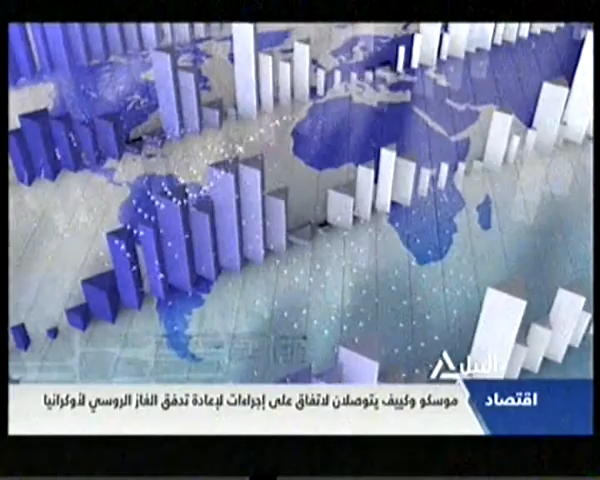 النيل
اقتصاد
موسكو وكييف يتوصلان لاتفاق على إجراءات لإعادة تدفق الغاز الروسي لأوكرانيا